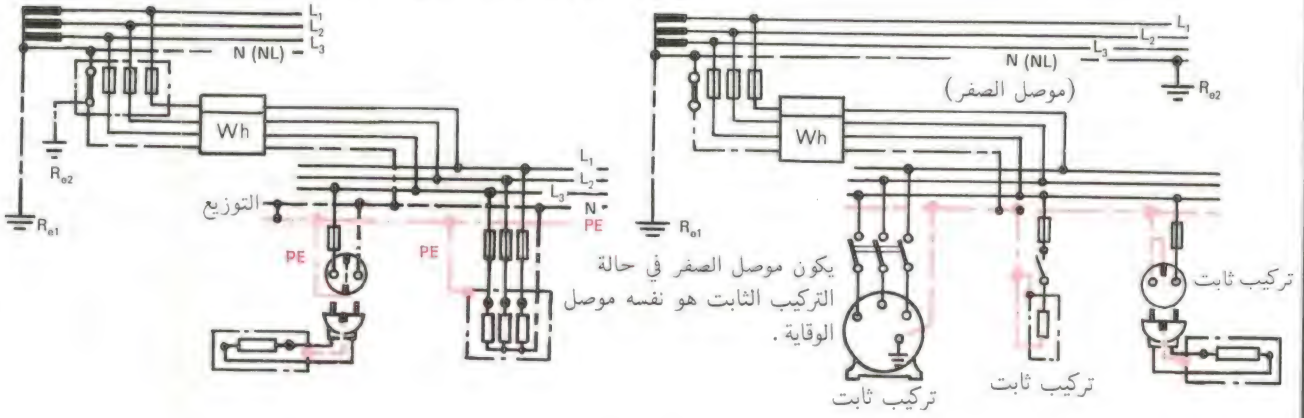 L₁
L₂
L₃
N (NL)
Wh
Re2
Re1
L₁
L₂
L₃
N
PE
التوزيع
PE
PE
L₁
L₂
L₃
N (NL)
(موصل الصفر)
Re2
Wh
Re1
يكون موصل الصفر في حالة
التركيب الثابت هو نفسه موصل
الوقاية .
تركيب ثابت
تركيب ثابت
تركيب ثابت